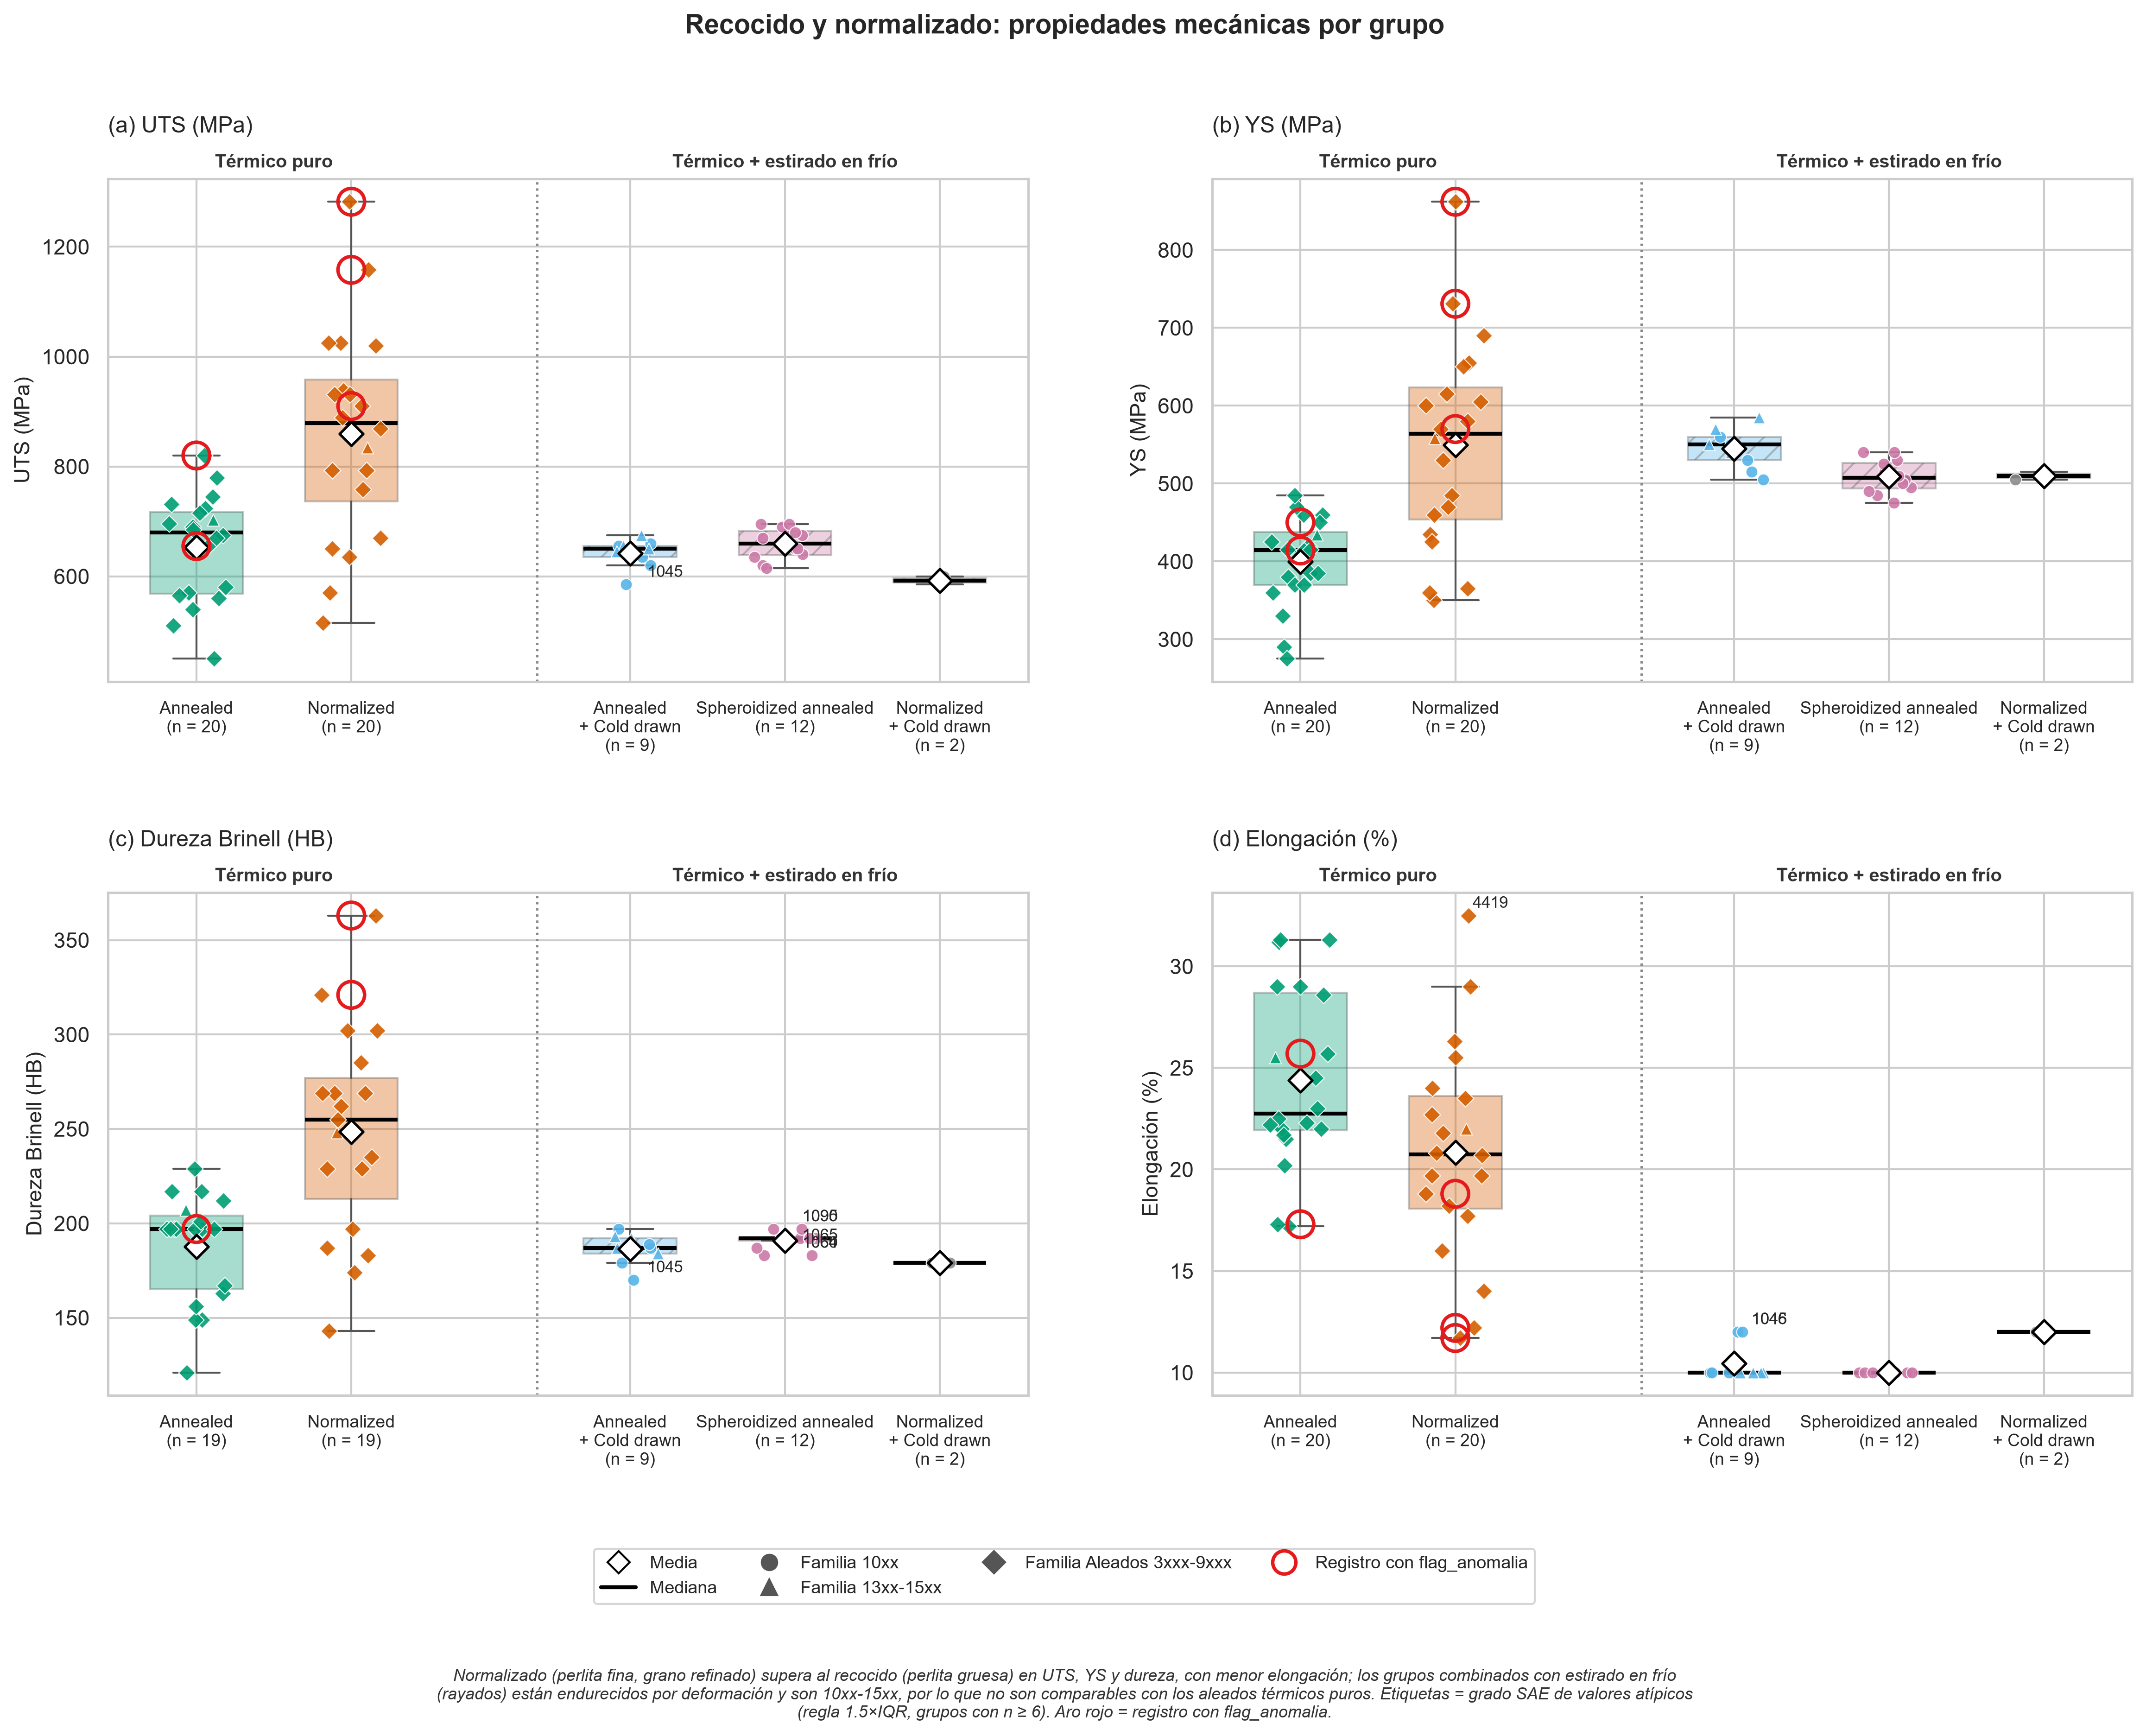 Recocido y normalizado: propiedades mecánicas por grupo
(a) UTS (MPa)
Térmico puro
Térmico + estirado en frío
UTS (MPa)
1200
1000
800
600
1045
Annealed
(n = 20)
Normalized
(n = 20)
Annealed
+ Cold drawn
(n = 9)
Spheroidized annealed
(n = 12)
Normalized
+ Cold drawn
(n = 2)
(b) YS (MPa)
Térmico puro
Térmico + estirado en frío
YS (MPa)
800
700
600
500
400
300
Annealed
(n = 20)
Normalized
(n = 20)
Annealed
+ Cold drawn
(n = 9)
Spheroidized annealed
(n = 12)
Normalized
+ Cold drawn
(n = 2)
(c) Dureza Brinell (HB)
Térmico puro
Térmico + estirado en frío
Dureza Brinell (HB)
350
300
250
200
150
1045
1065
Annealed
(n = 19)
Normalized
(n = 19)
Annealed
+ Cold drawn
(n = 9)
Spheroidized annealed
(n = 12)
Normalized
+ Cold drawn
(n = 2)
(d) Elongación (%)
Térmico puro
Térmico + estirado en frío
Elongación (%)
30
25
20
15
10
4419
Annealed
(n = 20)
Normalized
(n = 20)
Annealed
+ Cold drawn
(n = 9)
Spheroidized annealed
(n = 12)
Normalized
+ Cold drawn
(n = 2)
Media
Mediana
Familia 10xx
Familia 13xx-15xx
Familia Aleados 3xxx-9xxx
Registro con flag_anomalia
Normalizado (perlita fina, grano refinado) supera al recocido (perlita gruesa) en UTS, YS y dureza, con menor elongación; los grupos combinados con estirado en frío
(rayados) están endurecidos por deformación y son 10xx-15xx, por lo que no son comparables con los aleados térmicos puros. Etiquetas = grado SAE de valores atípicos
(regla 1.5×IQR, grupos con n ≥ 6). Aro rojo = registro con flag_anomalia.